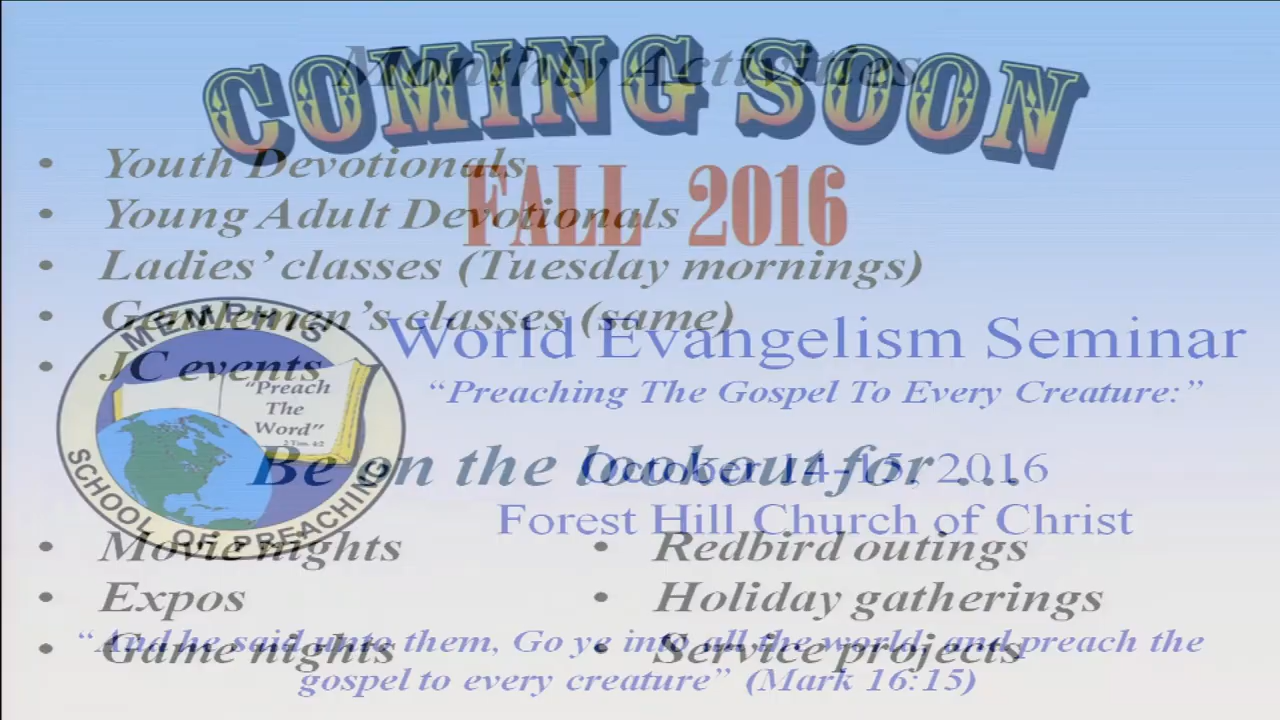 COMING SOON
Monthly Activities
FALL 2016
• Youth Devotionals
• Young Adult Devotionals
• Ladies’ classes (Tuesday mornings)
• Gentlemen’s classes (same)
• JC events
MEMPHIS
SCHOOL OF PREACHING
“Preach
The
Word”
2 Tim. 4:2
World Evangelism Seminar
“Preaching The Gospel To Every Creature:”
October 14-15, 2016
Forest Hill Church of Christ
Be on the lookout for ...
• Movie nights
• Redbird outings
• Expos
• Holiday gatherings
• Game nights
• Service projects
“And he said unto them, Go ye into all the world, and preach the
gospel to every creature” (Mark 16:15)